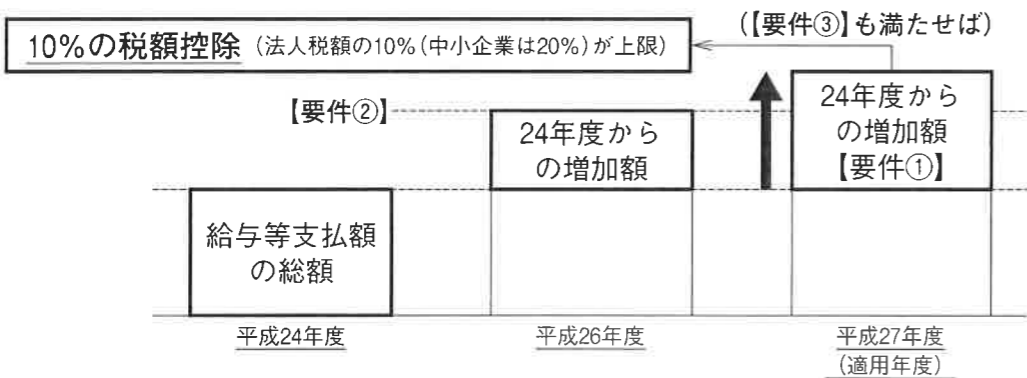 (【要件③】も満たせば)
10%の税額控除(法人税額の10%(中小企業は20%)が上限)
【要件②】
24年度から
の増加額
24年度から
の増加額
【要件①】
給与等支払額
の総額
平成24年度
平成26年度
平成27年度
(適用年度)